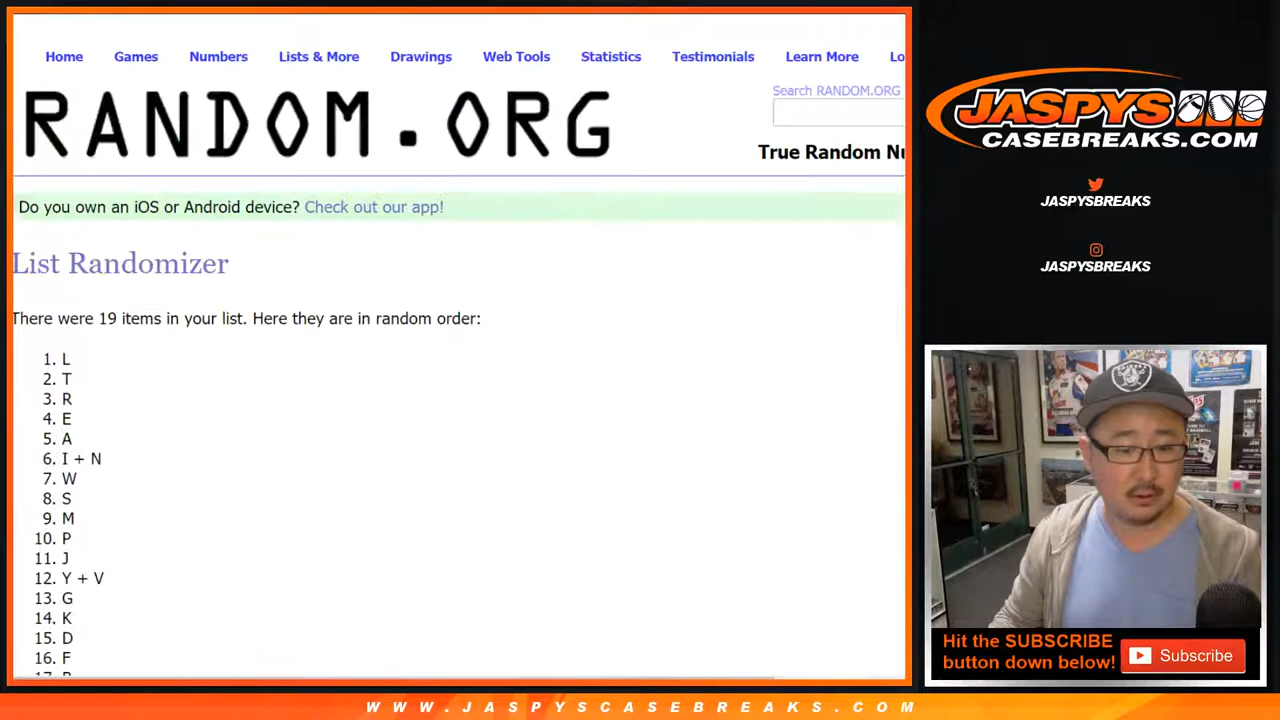 Home Games Numbers Lists & More Drawings Web Tools Statistics Testimonials Learn More Lo
RANDOM.ORG
Search RANDOM.ORG
True Random Nu
Do you own an iOS or Android device? Check out our app!
List Randomizer
There were 19 items in your list. Here they are in random order:
1. L
2. T
3. R
4. E
5. A
6. I + N
7. W
8. S
9. M
10. P
11. J
12. Y + V
13. G
14. K
15. D
16. F
JASPYS
CASEBREAKS.COM
JASPYSBREAKS
JASPYSBREAKS
RAIDERS
Hit the SUBSCRIBE
button down below!
Subscribe
WWW.JASPYSCASEBREAKS.COM